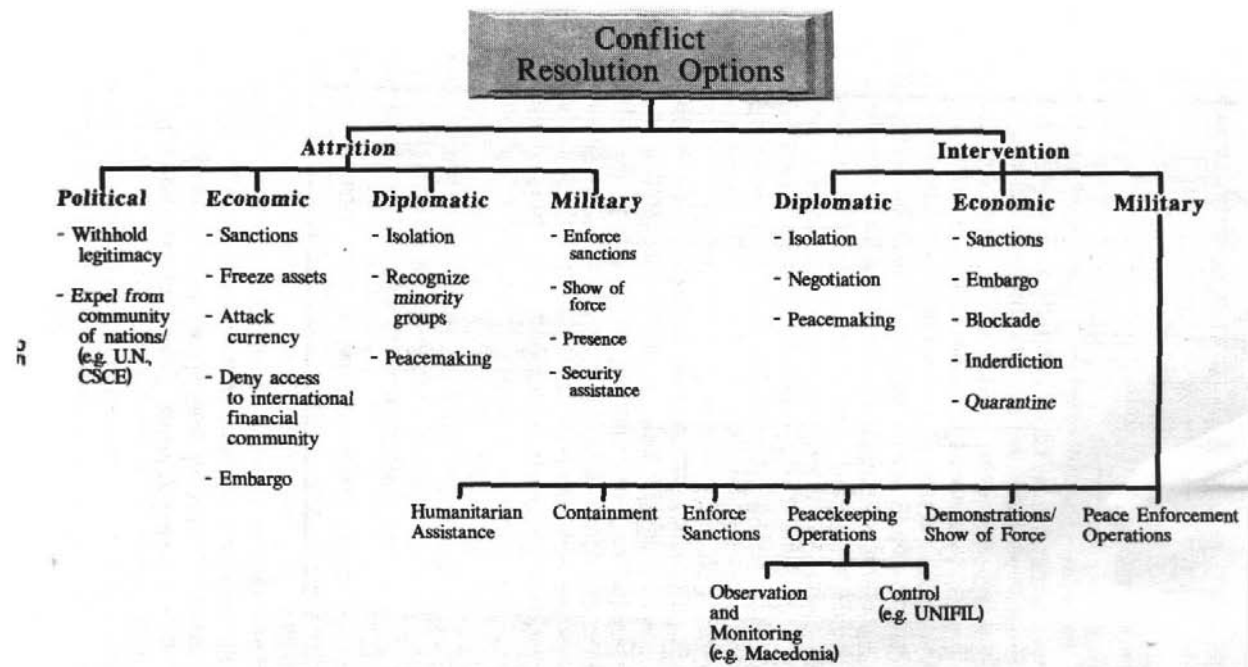 Conflict
Resolution Options
Attrition
Intervention
Political
- Withhold
legitimacy
- Expel from
community
of nations/
(e.g. U.N.,
CSCE)
Economic
- Sanctions
- Freeze assets
- Attack
currency
- Deny access
to international
financial
community
- Embargo
Diplomatic
- Isolation
- Recognize
minority
groups
- Peacemaking
Military
- Enforce
sanctions
- Show of
force
- Presence
- Security
assistance
Diplomatic
- Isolation
- Negotiation
- Peacemaking
Economic
- Sanctions
- Embargo
- Blockade
- Inderdiction
- Quarantine
Military
Humanitarian
Assistance
Containment
Enforce
Sanctions
Peacekeeping
Operations
Demonstrations/
Show of Force
Peace Enforcement
Operations
Observation
and
Monitoring
(e.g. Macedonia)
Control
(e.g. UNIFIL)